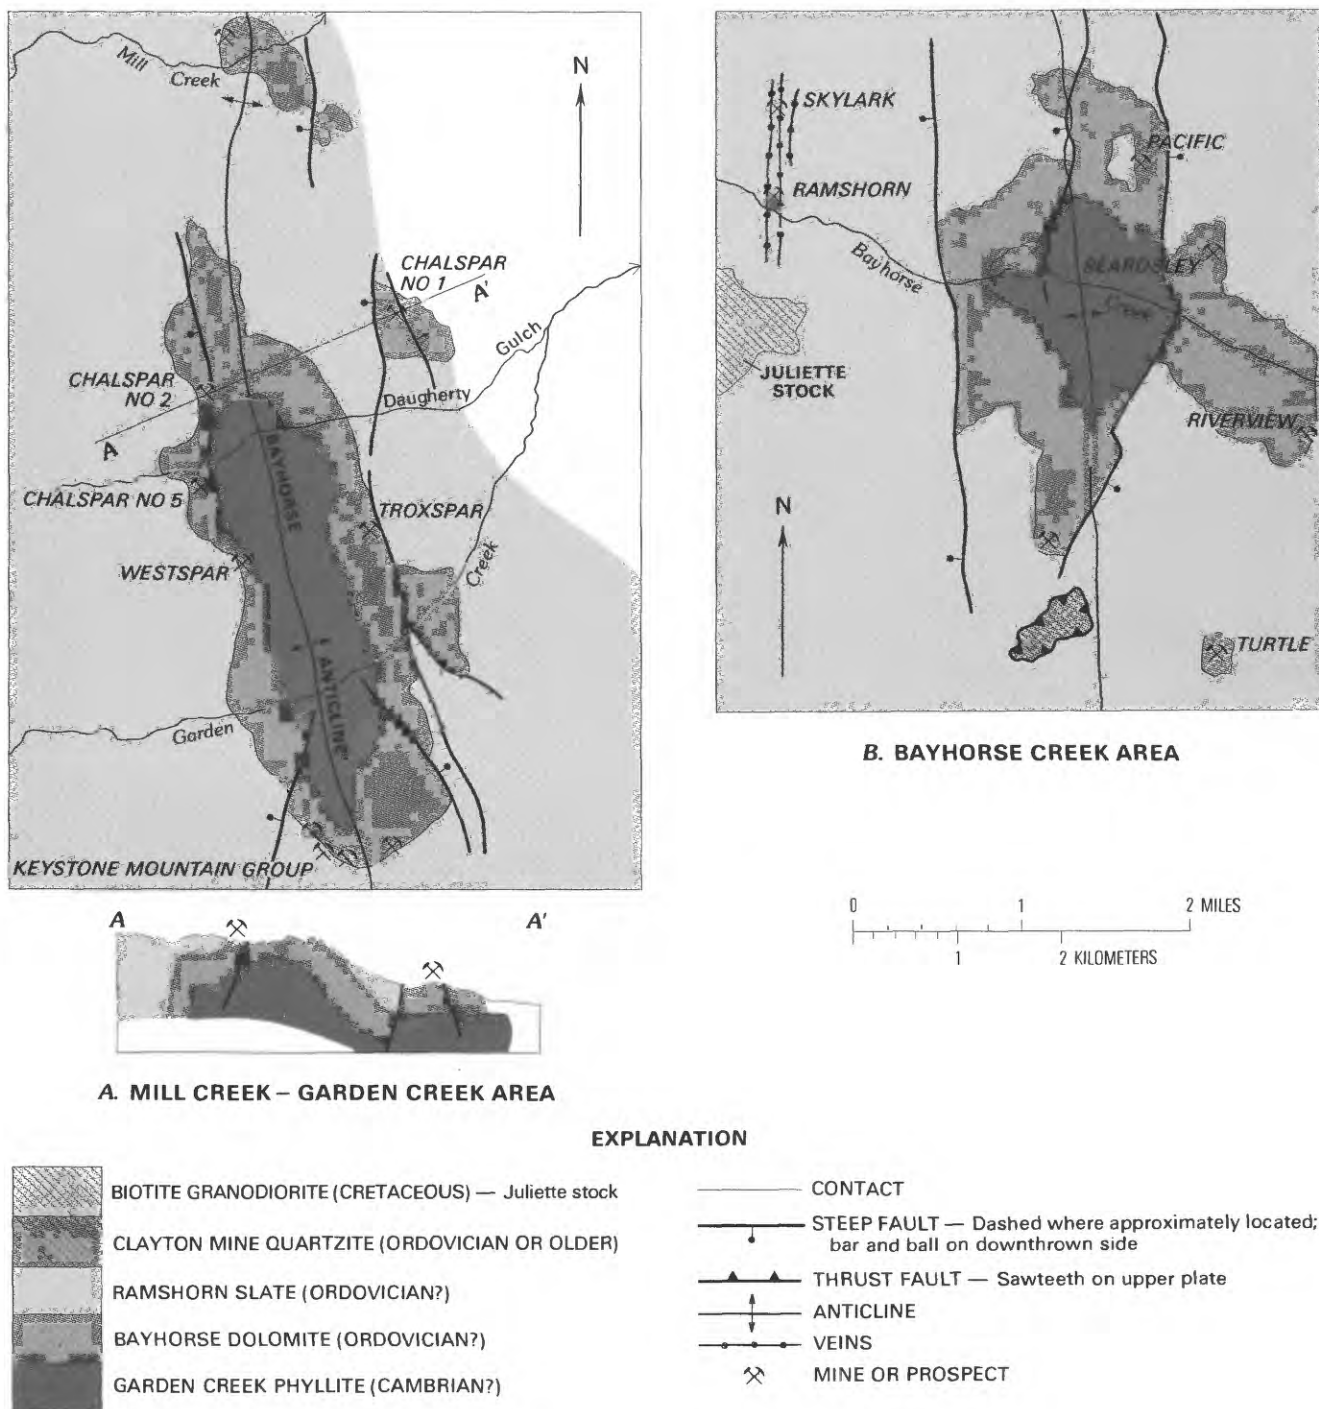 Mill
Creek
N
CHALSPAR
NO 1
A'
Gulch
CHALSPAR
NO 2
Daugherty
A
BAYHORSE
CHALSPAR NO 5
TROXSPAR
WESTSPAR
Creek
ANTICLINE
Garden
KEYSTONE MOUNTAIN GROUP
A
A'
A. MILL CREEK – GARDEN CREEK AREA
SKYLARK
PACIFIC
RAMSHORN
Bayhorse
BEARDSLEY
Creek
JULIETTE
STOCK
RIVERVIEW
N
TURTLE
B. BAYHORSE CREEK AREA
0 1 2 MILES
1 2 KILOMETERS
EXPLANATION
BIOTITE GRANODIORITE (CRETACEOUS) — Juliette stock
CLAYTON MINE QUARTZITE (ORDOVICIAN OR OLDER)
RAMSHORN SLATE (ORDOVICIAN?)
BAYHORSE DOLOMITE (ORDOVICIAN?)
GARDEN CREEK PHYLLITE (CAMBRIAN?)
CONTACT
STEEP FAULT — Dashed where approximately located;
bar and ball on downthrown side
THRUST FAULT — Sawteeth on upper plate
ANTICLINE
VEINS
MINE OR PROSPECT